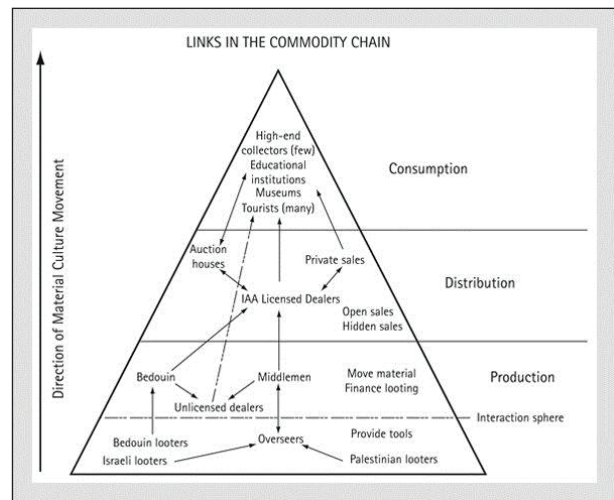 LINKS IN THE COMMODITY CHAIN
Direction of Material Culture Movement
High-end
collectors (few)
Educational
institutions
Museums
Tourists (many)
Consumption
Auction
houses
Private sales
IAA Licensed Dealers
Open sales
Hidden sales
Distribution
Bedouin
Middlemen
Move material
Finance looting
Production
Unlicensed dealers
Interaction sphere
Bedouin looters
Overseers
Provide tools
Israeli looters
Palestinian looters